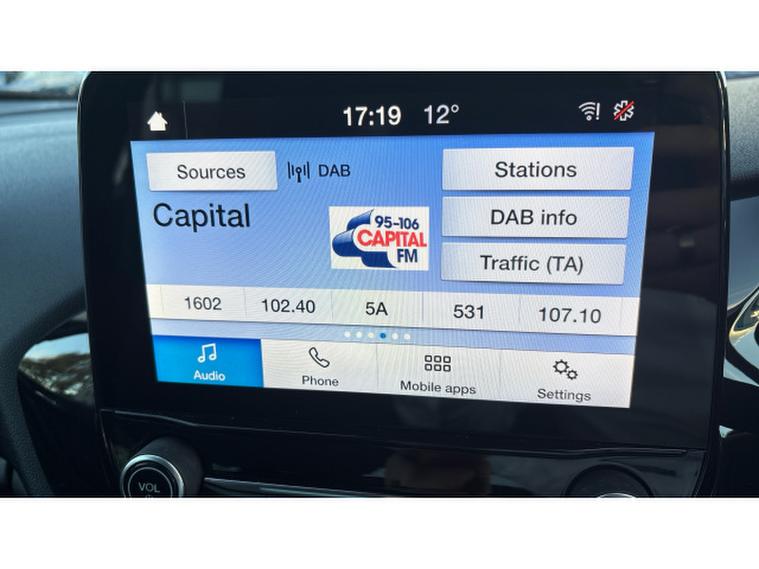 17:19 12°
Sources DAB Stations
Capital
95-106
CAPITAL
FM
DAB info
Traffic (TA)
1602 102.40 5A 531 107.10
Audio Phone Mobile apps Settings
VOL